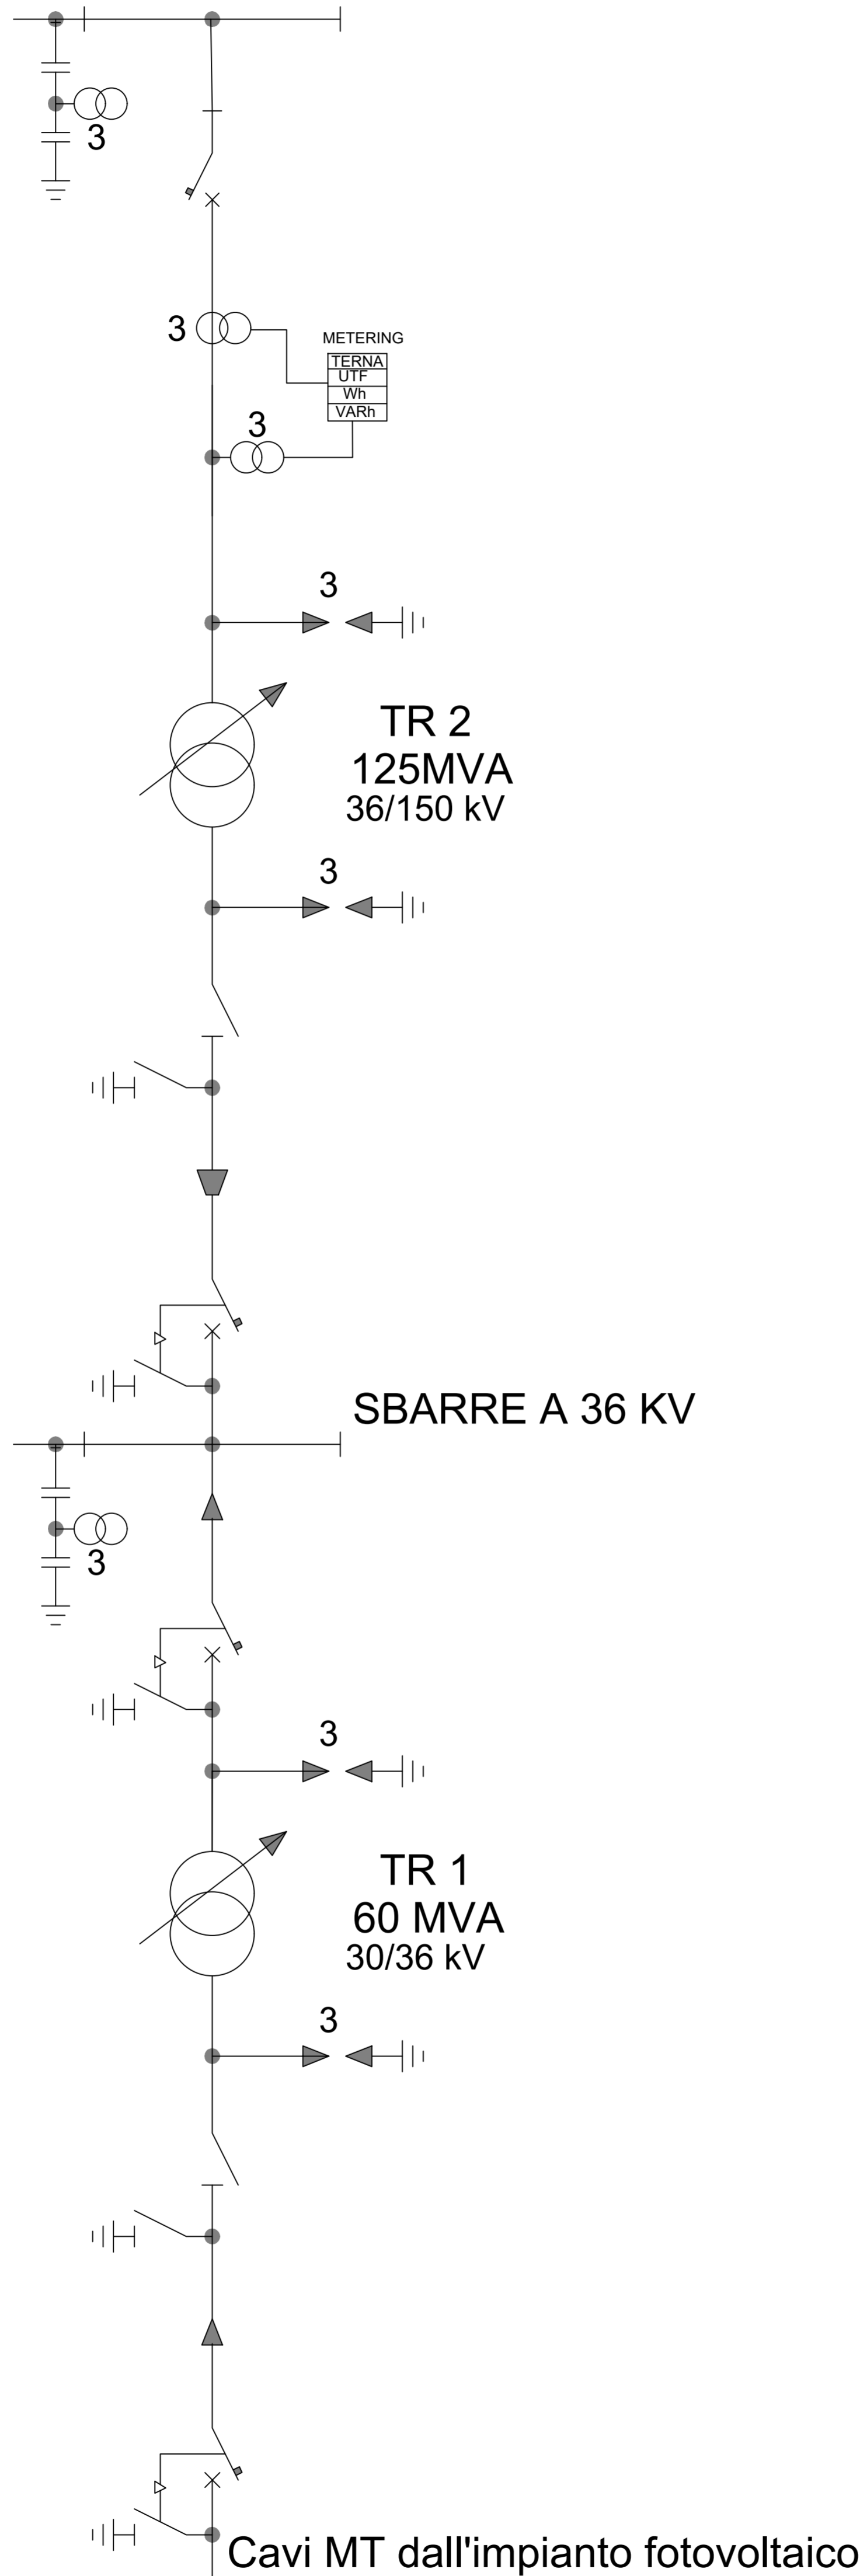 3
3
METERING
TERNA
UTF
Wh
VARh
3
3
TR 2
125MVA
36/150 kV
3
SBARRE A 36 KV
3
3
TR 1
60 MVA
30/36 kV
3
Cavi MT dall'impianto fotovoltaico